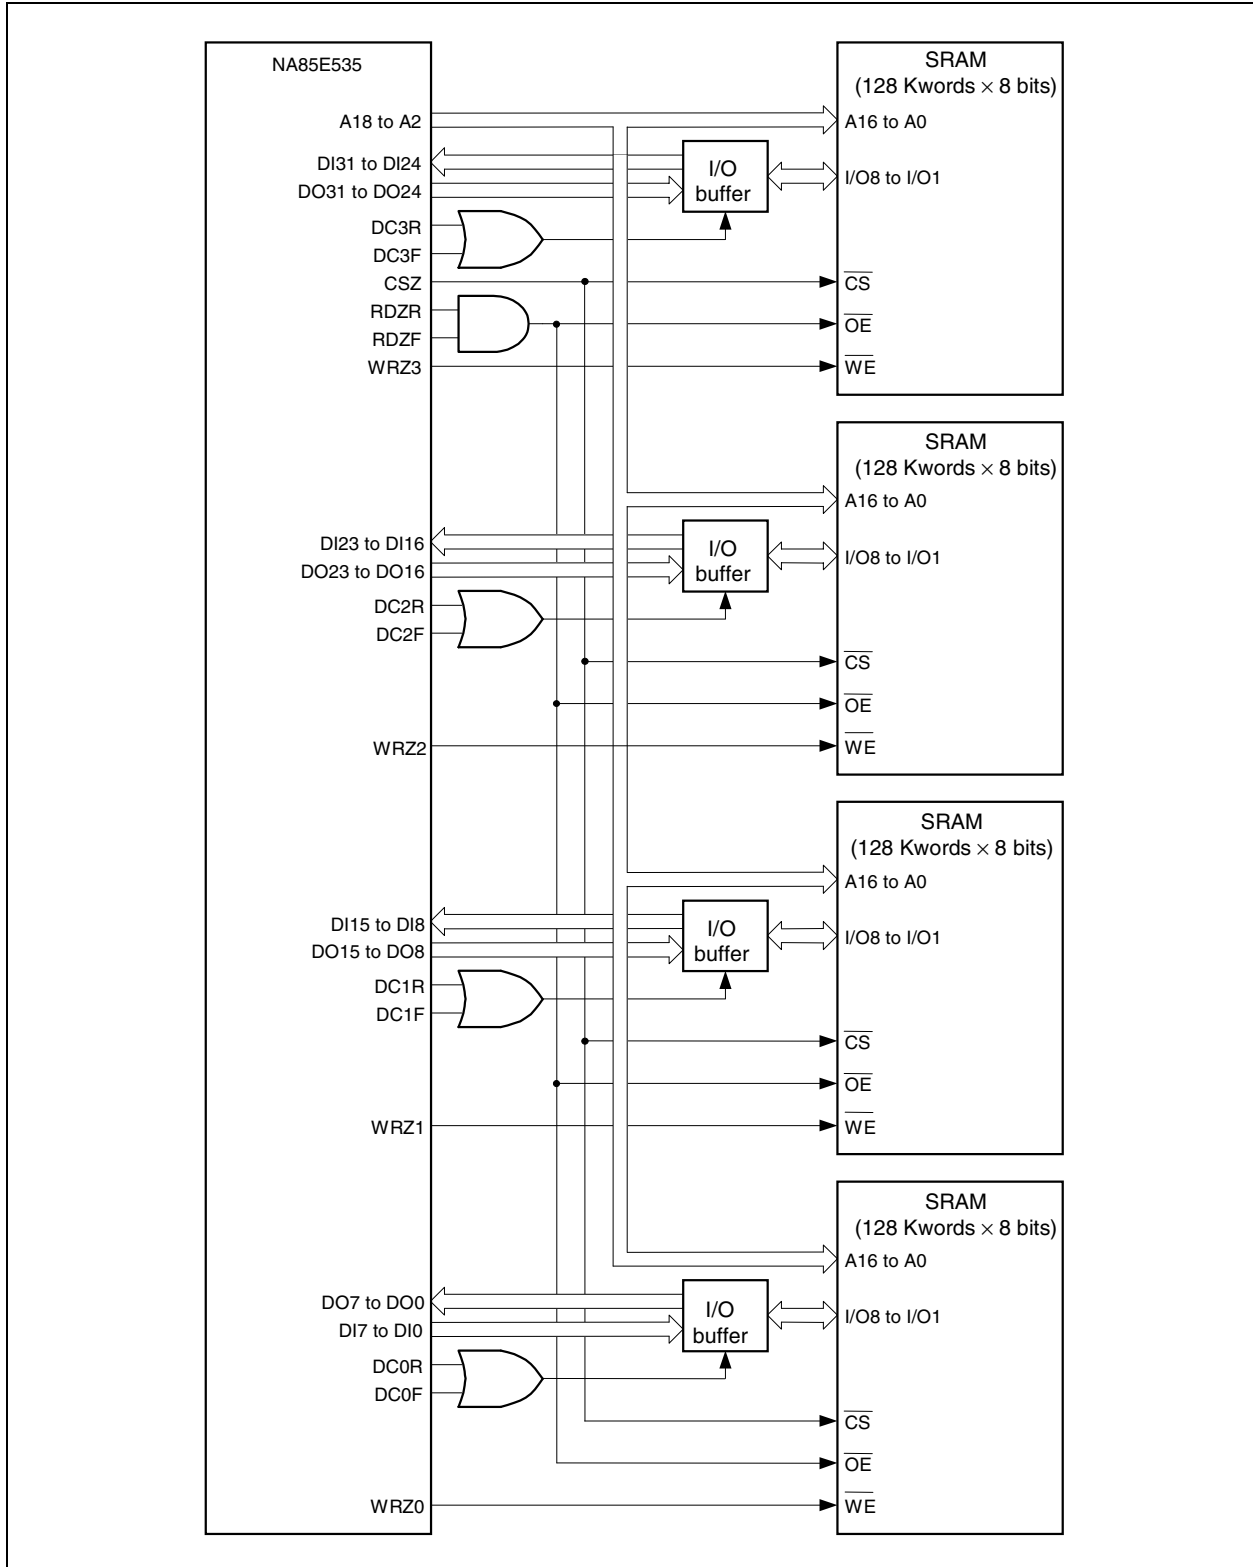 NA85E535
SRAM
(128 Kwords × 8 bits)
A18 to A2
A16 to A0
DI31 to DI24
I/O
buffer
I/O8 to I/O1
DO31 to DO24
DC3R
DC3F
CSZ
CS
RDZR
OE
RDZF
WRZ3
WE
SRAM
(128 Kwords × 8 bits)
A16 to A0
DI23 to DI16
I/O
buffer
I/O8 to I/O1
DO23 to DO16
DC2R
DC2F
CS
OE
WRZ2
WE
SRAM
(128 Kwords × 8 bits)
A16 to A0
DI15 to DI8
I/O
buffer
I/O8 to I/O1
DO15 to DO8
DC1R
DC1F
CS
OE
WRZ1
WE
SRAM
(128 Kwords × 8 bits)
A16 to A0
DO7 to DO0
I/O
buffer
I/O8 to I/O1
DI7 to DI0
DC0R
DC0F
CS
OE
WRZ0
WE